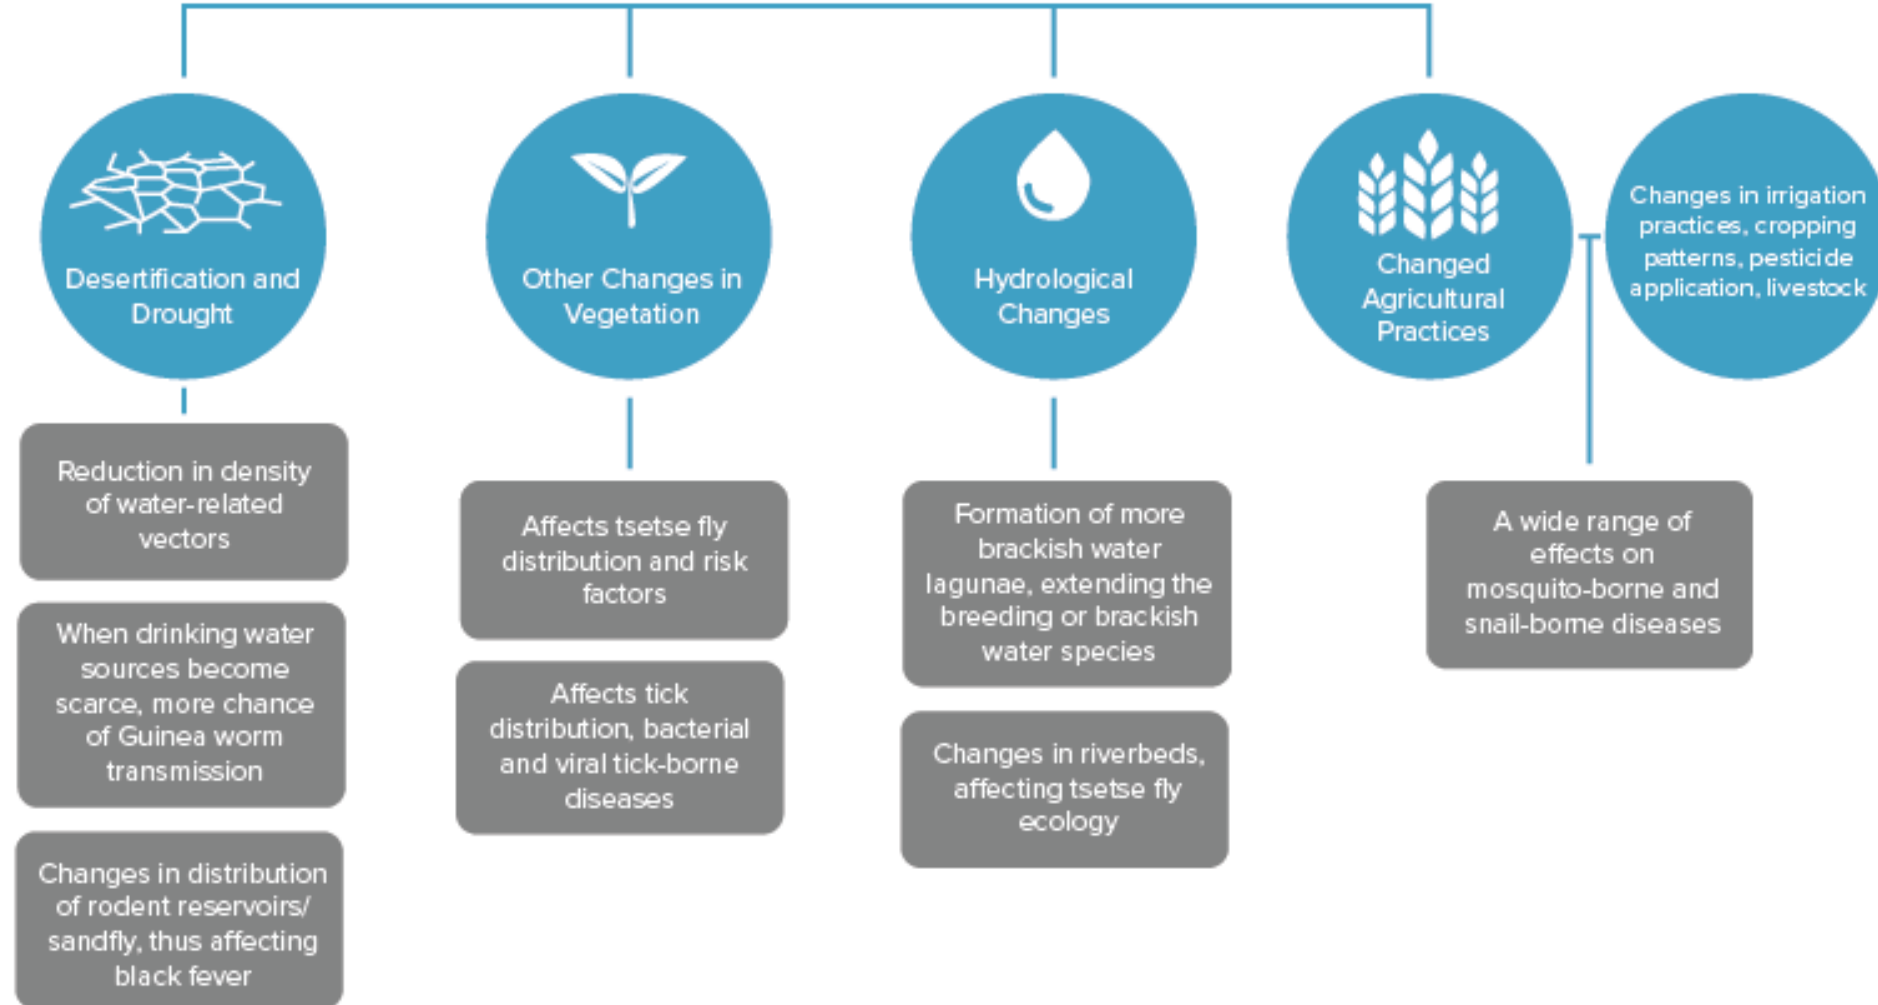 Desertification and
Drought
Other Changes in
Vegetation
Hydrological
Changes
Changed
Agricultural
Practices
Changes in irrigation
practices, cropping
patterns, pesticide
application, livestock
Reduction in density
of water-related
vectors
When drinking water
sources become
scarce, more chance
of Guinea worm
transmission
Changes in distribution
of rodent reservoirs/
sandfly, thus affecting
black fever
Affects tsetse fly
distribution and risk
factors
Affects tick
distribution, bacterial
and viral tick-borne
diseases
Formation of more
brackish water
lagunae, extending the
breeding or brackish
water species
Changes in riverbeds,
affecting tsetse fly
ecology
A wide range of
effects on
mosquito-borne and
snail-borne diseases